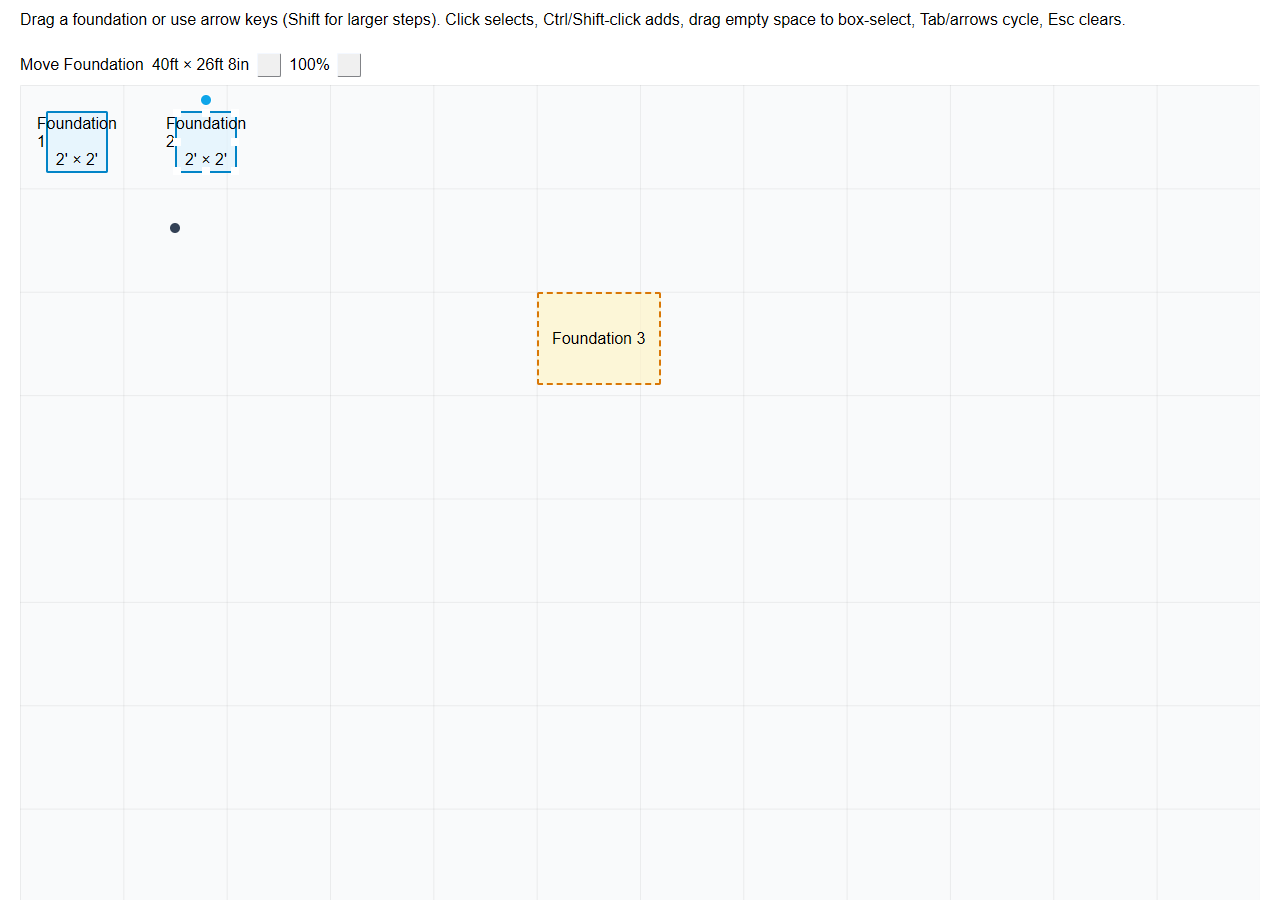 Drag a foundation or use arrow keys (Shift for larger steps). Click selects, Ctrl/Shift-click adds, drag empty space to box-select, Tab/arrows cycle, Esc clears.
Move Foundation 40ft × 26ft 8in 100%
Foundation
1
2' × 2'
Foundation
2
2' × 2'
Foundation 3